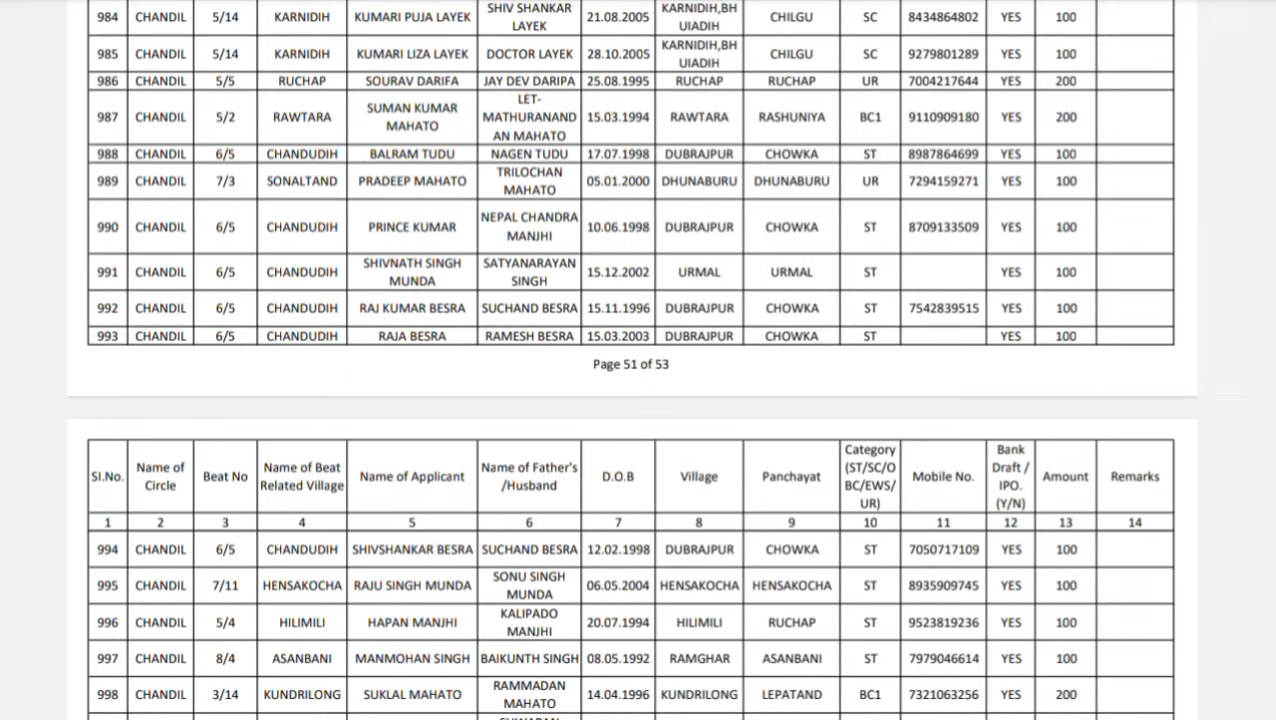 984 CHANDIL 5/14 KARNIDIH KUMARI PUJA LAYEK SHIV SHANKAR LAYEK 21.08.2005 KARNIDIH,BH UIADIH CHILGU SC 8434864802 YES 100
985 CHANDIL 5/14 KARNIDIH KUMARI LIZA LAYEK DOCTOR LAYEK 28.10.2005 KARNIDIH,BH UIADIH CHILGU SC 9279801289 YES 100
986 CHANDIL 5/5 RUCHAP SOURAV DARIFA JAY DEV DARIPA 25.08.1995 RUCHAP RUCHAP UR 7004217644 YES 200
987 CHANDIL 5/2 RAWTARA SUMAN KUMAR MAHATO LET- MATHURANAND AN MAHATO 15.03.1994 RAWTARA RASHUNIYA BC1 9110909180 YES 200
988 CHANDIL 6/5 CHANDUDIH BALRAM TUDU NAGEN TUDU 17.07.1998 DUBRAJPUR CHOWKA ST 8987864699 YES 100
989 CHANDIL 7/3 SONALTAND PRADEEP MAHATO TRILOCHAN MAHATO 05.01.2000 DHUNABURU DHUNABURU UR 7294159271 YES 100
990 CHANDIL 6/5 CHANDUDIH PRINCE KUMAR NEPAL CHANDRA MANJHI 10.06.1998 DUBRAJPUR CHOWKA ST 8709133509 YES 100
991 CHANDIL 6/5 CHANDUDIH SHIVNATH SINGH MUNDA SATYANARAYAN SINGH 15.12.2002 URMAL URMAL ST YES 100
992 CHANDIL 6/5 CHANDUDIH RAJ KUMAR BESRA SUCHAND BESRA 15.11.1996 DUBRAJPUR CHOWKA ST 7542839515 YES 100
993 CHANDIL 6/5 CHANDUDIH RAJA BESRA RAMESH BESRA 15.03.2003 DUBRAJPUR CHOWKA ST YES 100
Page 51 of 53
Sl.No. Name of Circle Beat No Name of Beat Related Village Name of Applicant Name of Father's /Husband D.O.B Village Panchayat Category (ST/SC/O BC/EWS/ UR) Mobile No. Bank Draft / IPO. (Y/N) Amount Remarks
1 2 3 4 5 6 7 8 9 10 11 12 13 14
994 CHANDIL 6/5 CHANDUDIH SHIVSHANKAR BESRA SUCHAND BESRA 12.02.1998 DUBRAJPUR CHOWKA ST 7050717109 YES 100
995 CHANDIL 7/11 HENSAKOCHA RAJU SINGH MUNDA SONU SINGH MUNDA 06.05.2004 HENSAKOCHA HENSAKOCHA ST 8935909745 YES 100
996 CHANDIL 5/4 HILIMILI HAPAN MANJHI KALIPADO MANJHI 20.07.1994 HILIMILI RUCHAP ST 9523819236 YES 100
997 CHANDIL 8/4 ASANBANI MANMOHAN SINGH BAIKUNTH SINGH 08.05.1992 RAMGHAR ASANBANI ST 7979046614 YES 100
998 CHANDIL 3/14 KUNDRILONG SUKLAL MAHATO RAMMADAN MAHATO 14.04.1996 KUNDRILONG LEPATAND BC1 7321063256 YES 200